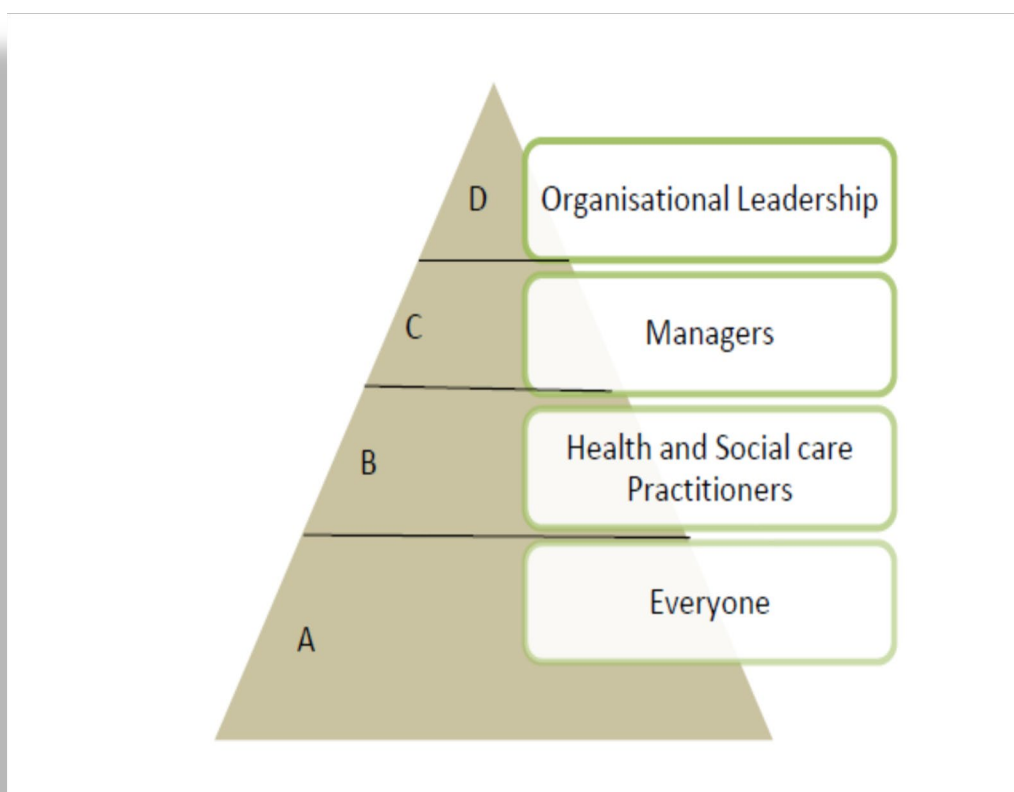 D
Organisational Leadership
C
Managers
B
Health and Social care
Practitioners
A
Everyone